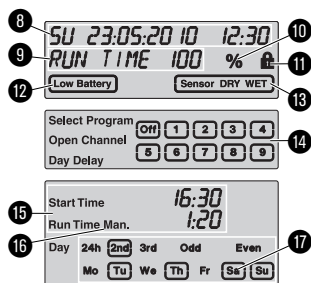 8 SU 23:05:2010 12:30 10
9 RUN TIME 100 % 11
12 Low Battery Sensor DRY WET 13
Select Program Off 1 2 3 4
Open Channel 14
Day Delay 5 6 7 8 9
15 Start Time 16:30
Run Time Man. 1:20
16 17
Day 24h 2nd 3rd Odd Even
Mo Tu We Th Fr Sa Su